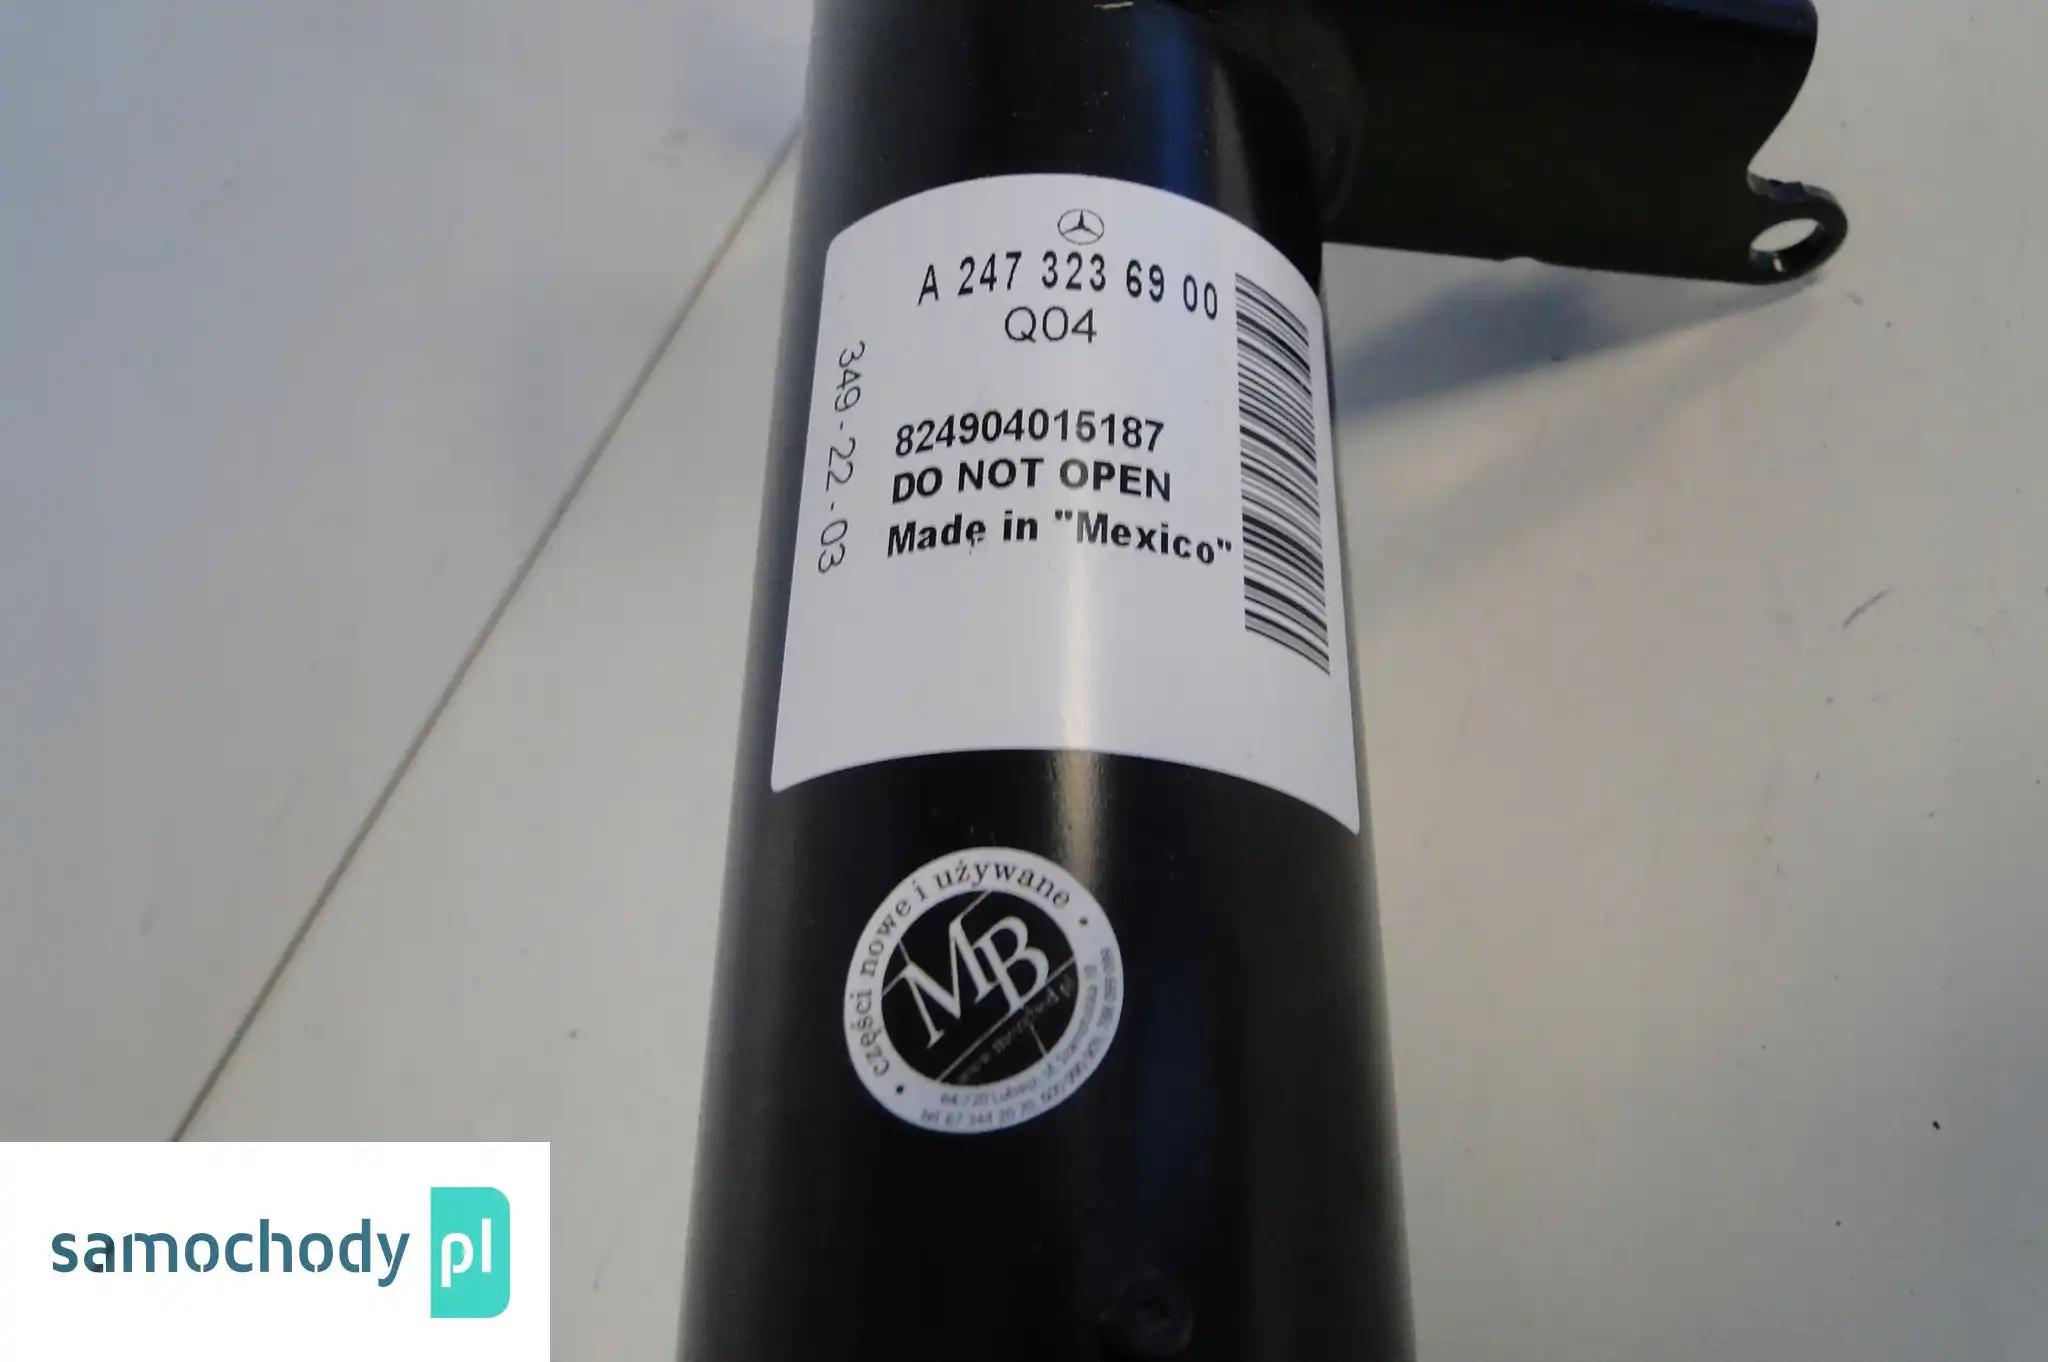 A 247 323 69 00
Q04
349 - 22 - 03
824904015187
DO NOT OPEN
Made in "Mexico"
• części nowe i używane •
MB
samochody pl